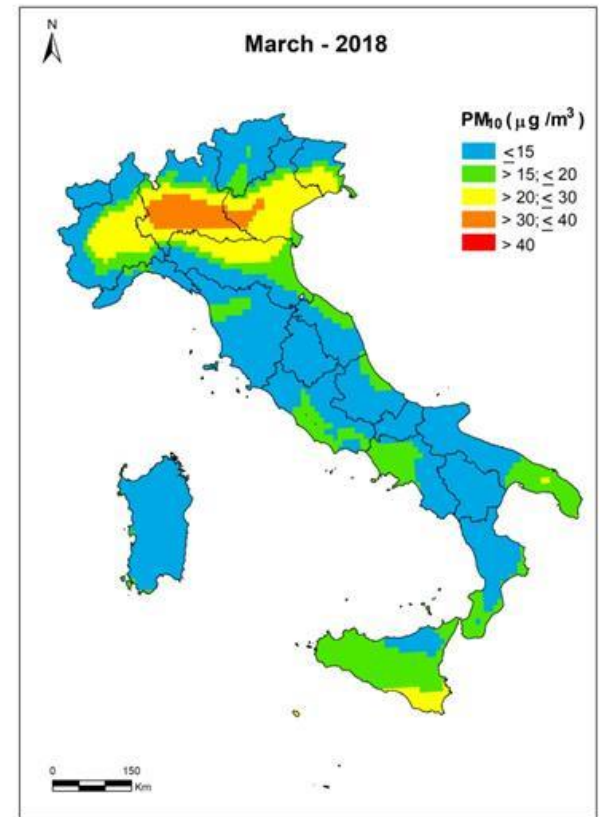 N
March - 2018
PM₁₀ ( µg /m³ )
≤15
> 15; ≤ 20
> 20; ≤ 30
> 30; ≤ 40
> 40
0 150
Km